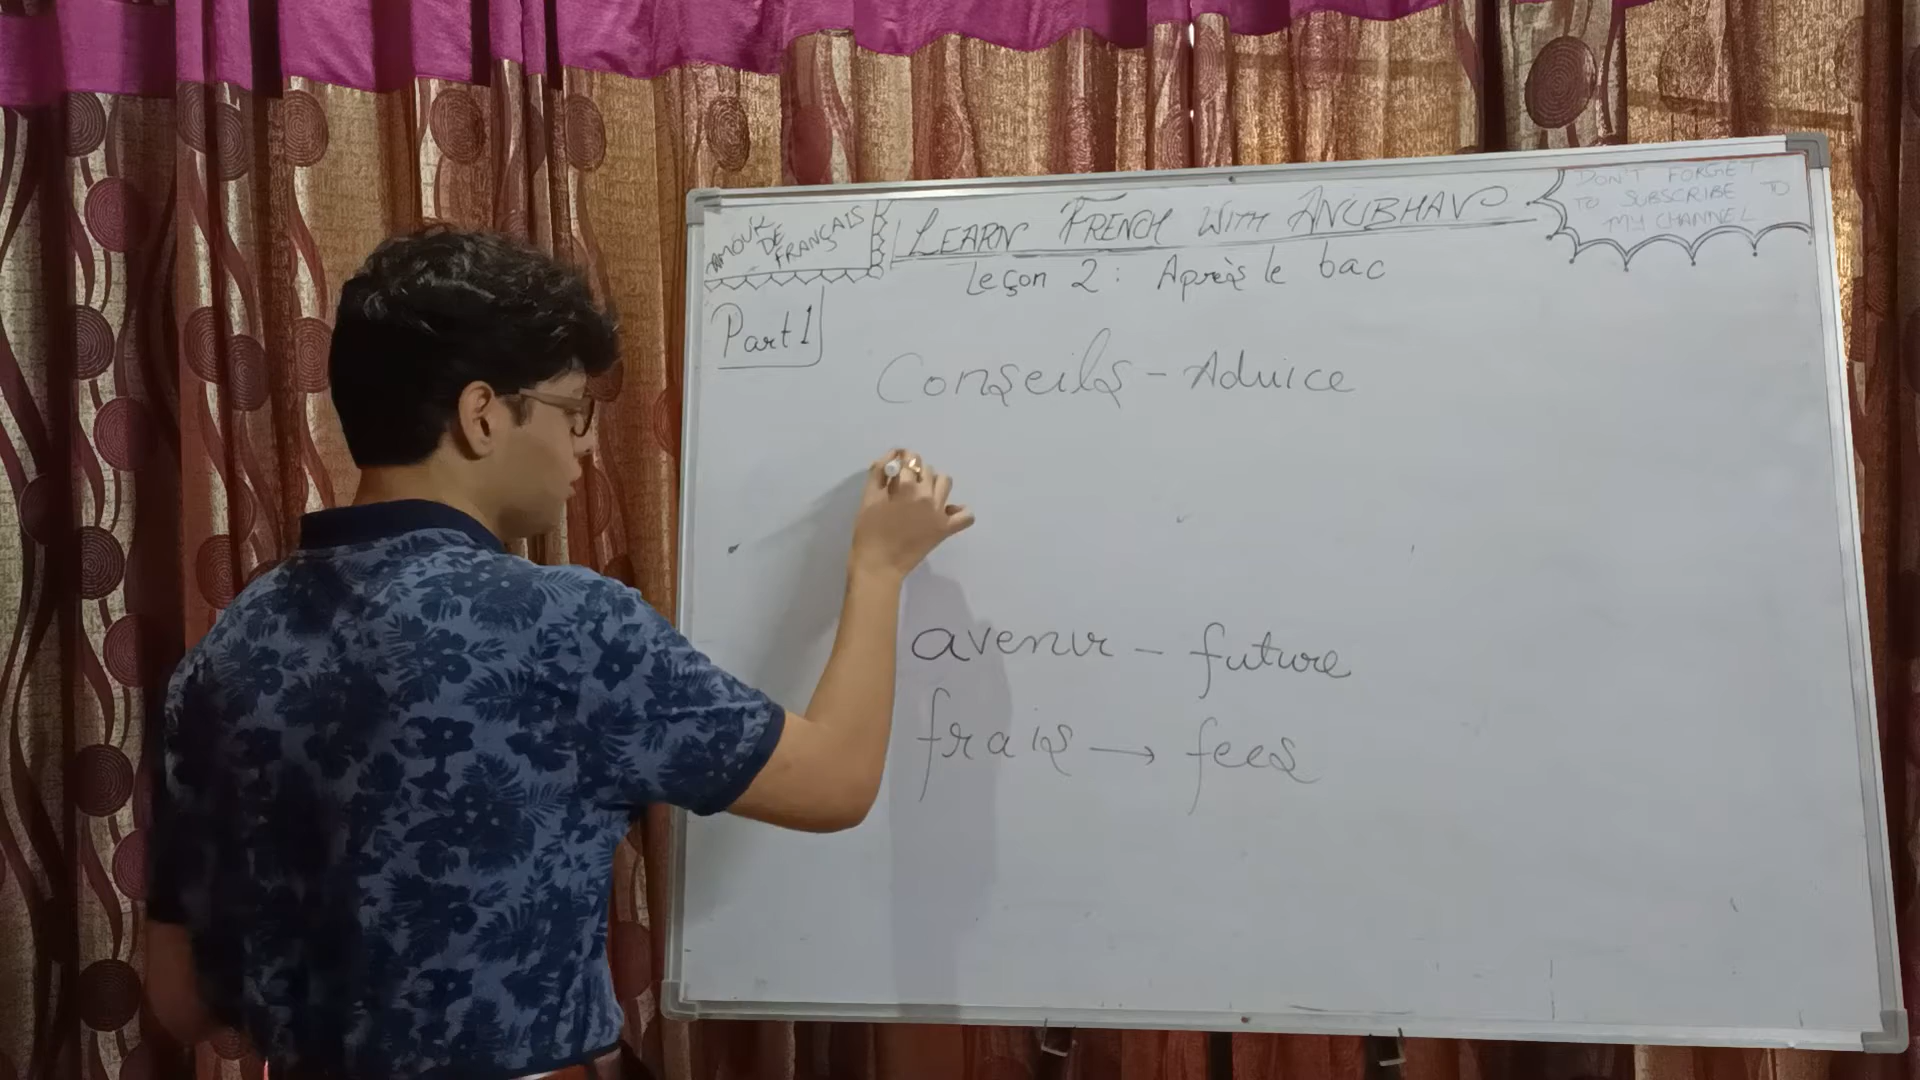 AMOUR
DE
FRANÇAIS
LEARN FRENCH WITH ANUBHAV
DON'T FORGET
TO SUBSCRIBE TO
MY CHANNEL
Leçon 2: Après le bac
Part 1
Conseils - Advice
avenir - future
frais → fees